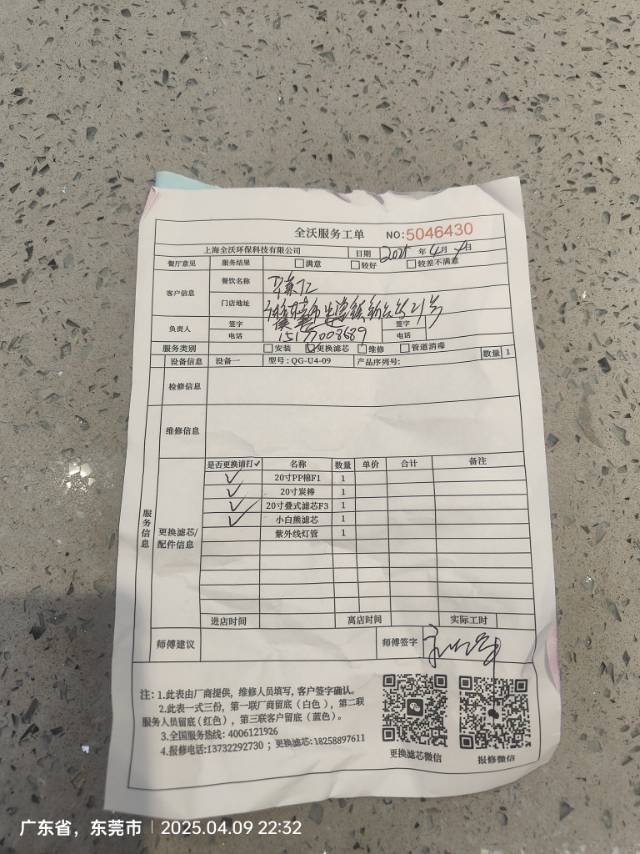 全沃服务工单 NO:5046430
上海全沃环保科技有限公司 日期 2025年4月9日
餐厅意见 服务结果 满意 较好 较差不满意
客户信息 餐饮名称
门店地址
负责人 签字 签字
电话 15177008689 电话
服务类别 安装 更换滤芯 维修 管道消毒
设备信息 设备一 型号:QG-U4-09 产品序列号: 数量 1
检修信息
维修信息
服务信息
更换滤芯/配件信息
是否更换请打✓ 名称 数量 单价 合计 备注
✓ 20寸PP棉F1 1
✓ 20寸炭棒 1
✓ 20寸叠式滤芯F3 1
✓ 小白熊滤芯 1
紫外线灯管 1
进店时间 离店时间 实际工时
师傅建议 师傅签字
注:1.此表由厂商提供,维修人员填写,客户签字确认。
2.此表一式三份,第一联厂商留底(白色),第二联
服务人员留底(红色),第三联客户留底(蓝色)。
3.全国服务热线: 4006121926
4.报修电话:13732292730 ; 更换滤芯:18258897611
更换滤芯微信 报修微信
广东省,东莞市 | 2025.04.09 22:32